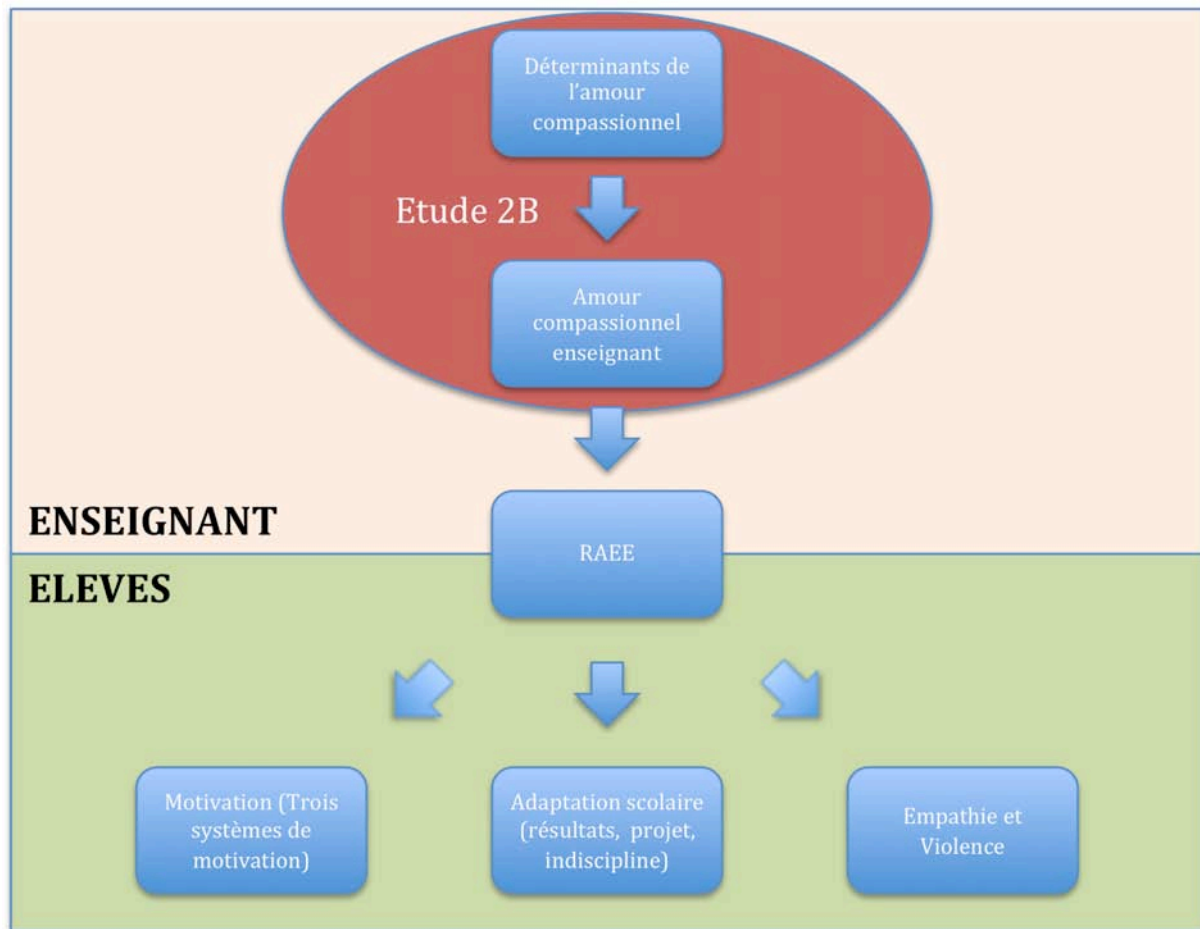 Déterminants de
l'amour
compassionnel
Etude 2B
Amour
compassionnel
enseignant
ENSEIGNANT
RAEE
ELEVES
Motivation (Trois
systèmes de
motivation)
Adaptation scolaire
(résultats, projet,
indiscipline)
Empathie et
Violence